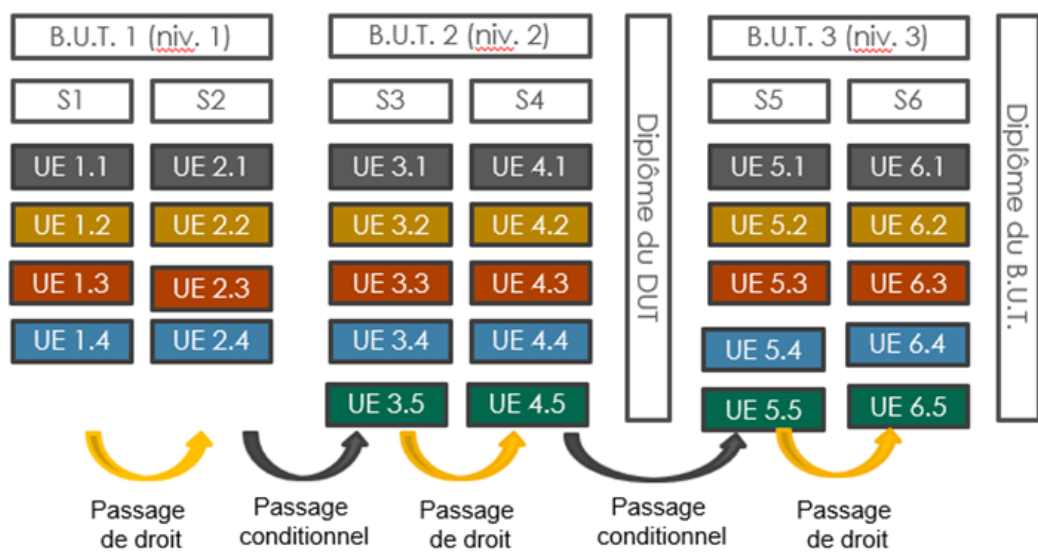 B.U.T. 1 (niv. 1)
B.U.T. 2 (niv. 2)
B.U.T. 3 (niv. 3)
S1
S2
S3
S4
S5
S6
UE 1.1
UE 2.1
UE 3.1
UE 4.1
UE 5.1
UE 6.1
UE 1.2
UE 2.2
UE 3.2
UE 4.2
UE 5.2
UE 6.2
UE 1.3
UE 2.3
UE 3.3
UE 4.3
UE 5.3
UE 6.3
UE 1.4
UE 2.4
UE 3.4
UE 4.4
UE 5.4
UE 6.4
UE 3.5
UE 4.5
UE 5.5
UE 6.5
Diplôme du DUT
Diplôme du B.U.T.
Passage
de droit
Passage
conditionnel
Passage
de droit
Passage
conditionnel
Passage
de droit